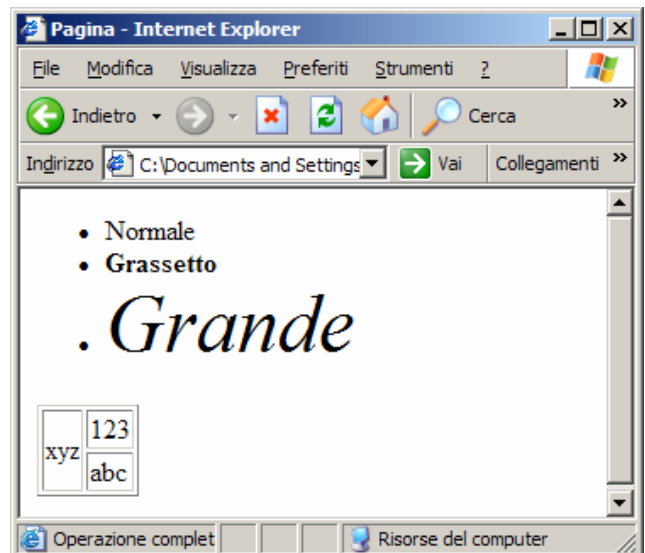 Pagina - Internet Explorer
File Modifica Visualizza Preferiti Strumenti ?
Indietro Cerca »
Indirizzo C:\Documents and Settings Vai Collegamenti »
• Normale
• Grassetto
• Grande
xyz 123
abc
Operazione complet Risorse del computer